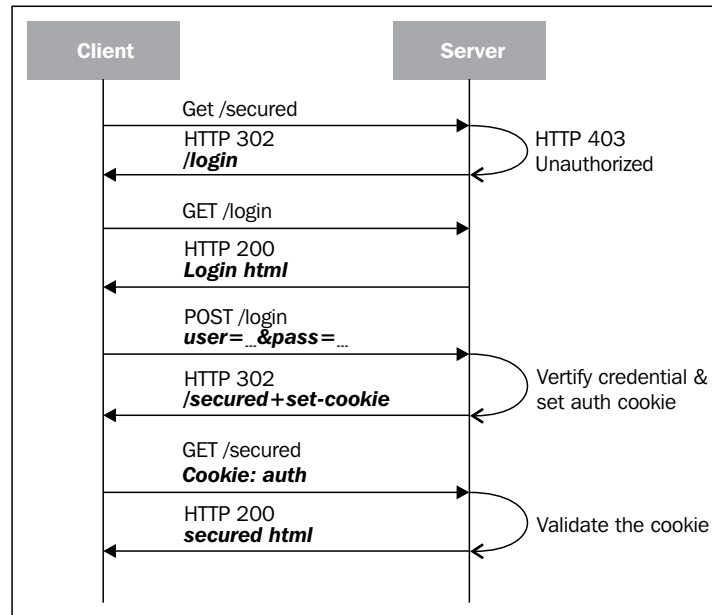 Client
Server
Get /secured
HTTP 302
/login
HTTP 403
Unauthorized
GET /login
HTTP 200
Login html
POST /login
user=...&pass=...
HTTP 302
/secured+set-cookie
Vertify credential &
set auth cookie
GET /secured
Cookie: auth
HTTP 200
secured html
Validate the cookie